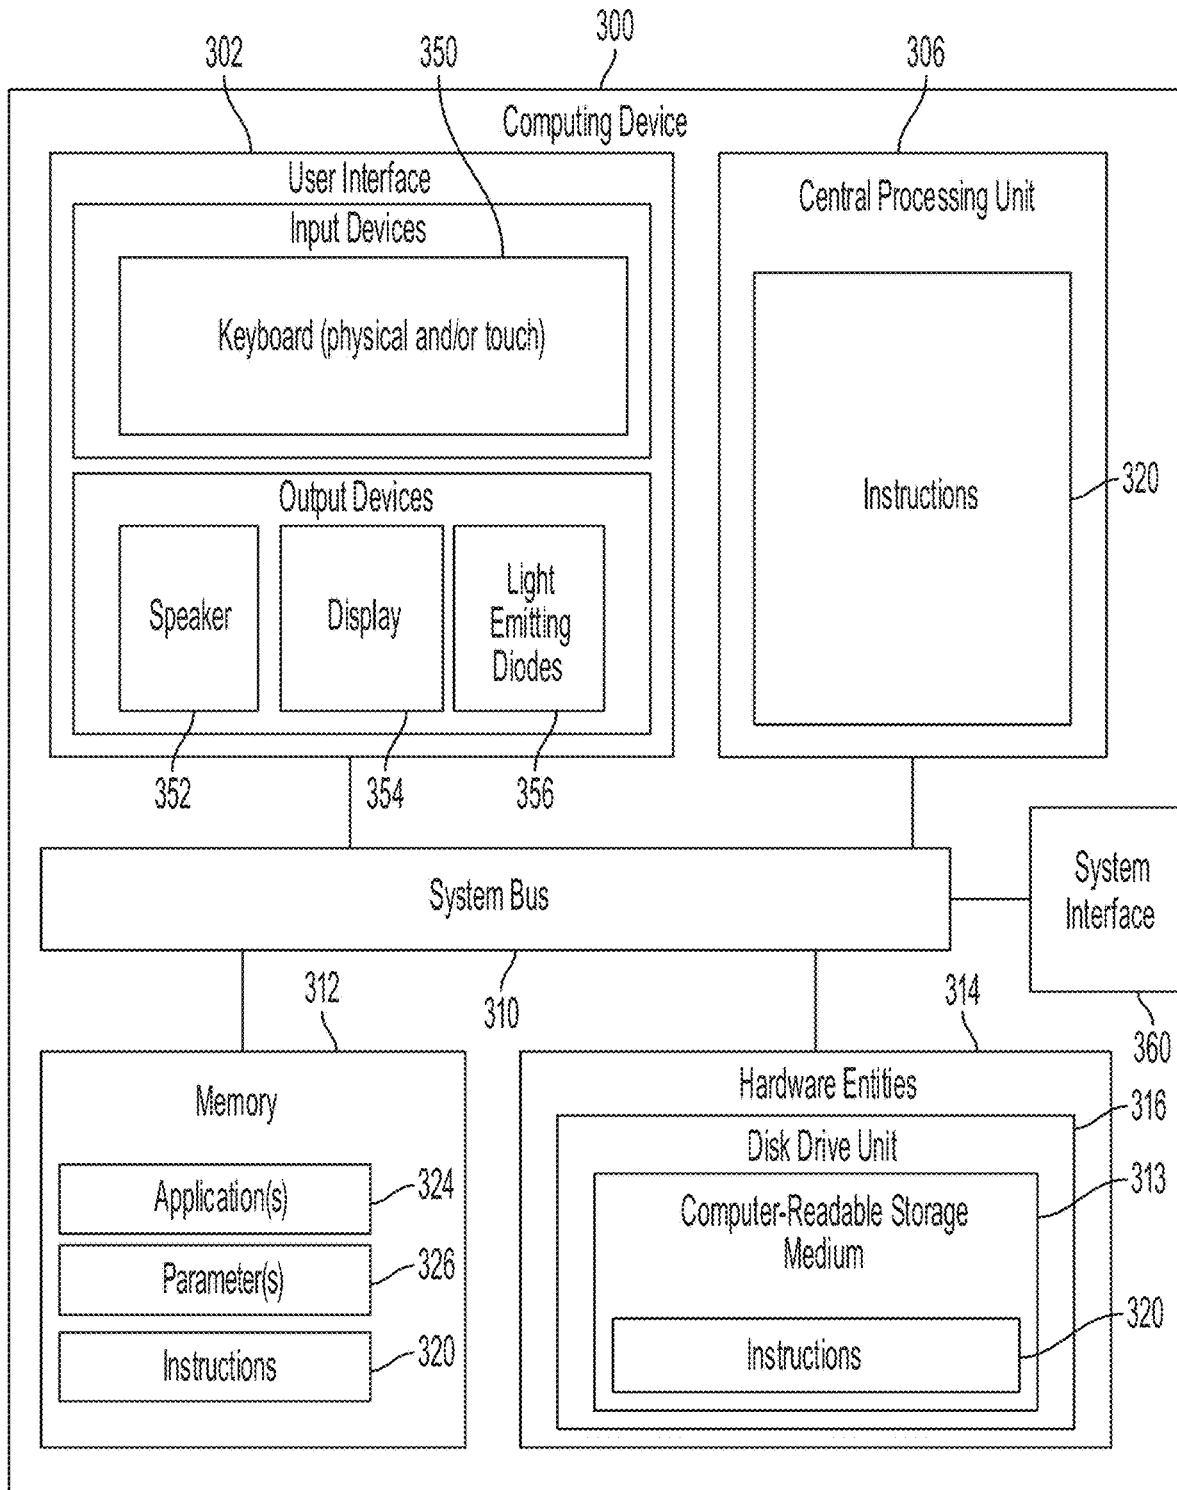 300
302
350
306
Computing Device
User Interface
Input Devices
Keyboard (physical and/or touch)
Output Devices
Speaker
Display
Light
Emitting
Diodes
352
354
356
Central Processing Unit
Instructions
320
System Bus
310
System
Interface
360
312
Memory
Application(s)
324
Parameter(s)
326
Instructions
320
314
Hardware Entities
316
Disk Drive Unit
313
Computer-Readable Storage
Medium
Instructions
320